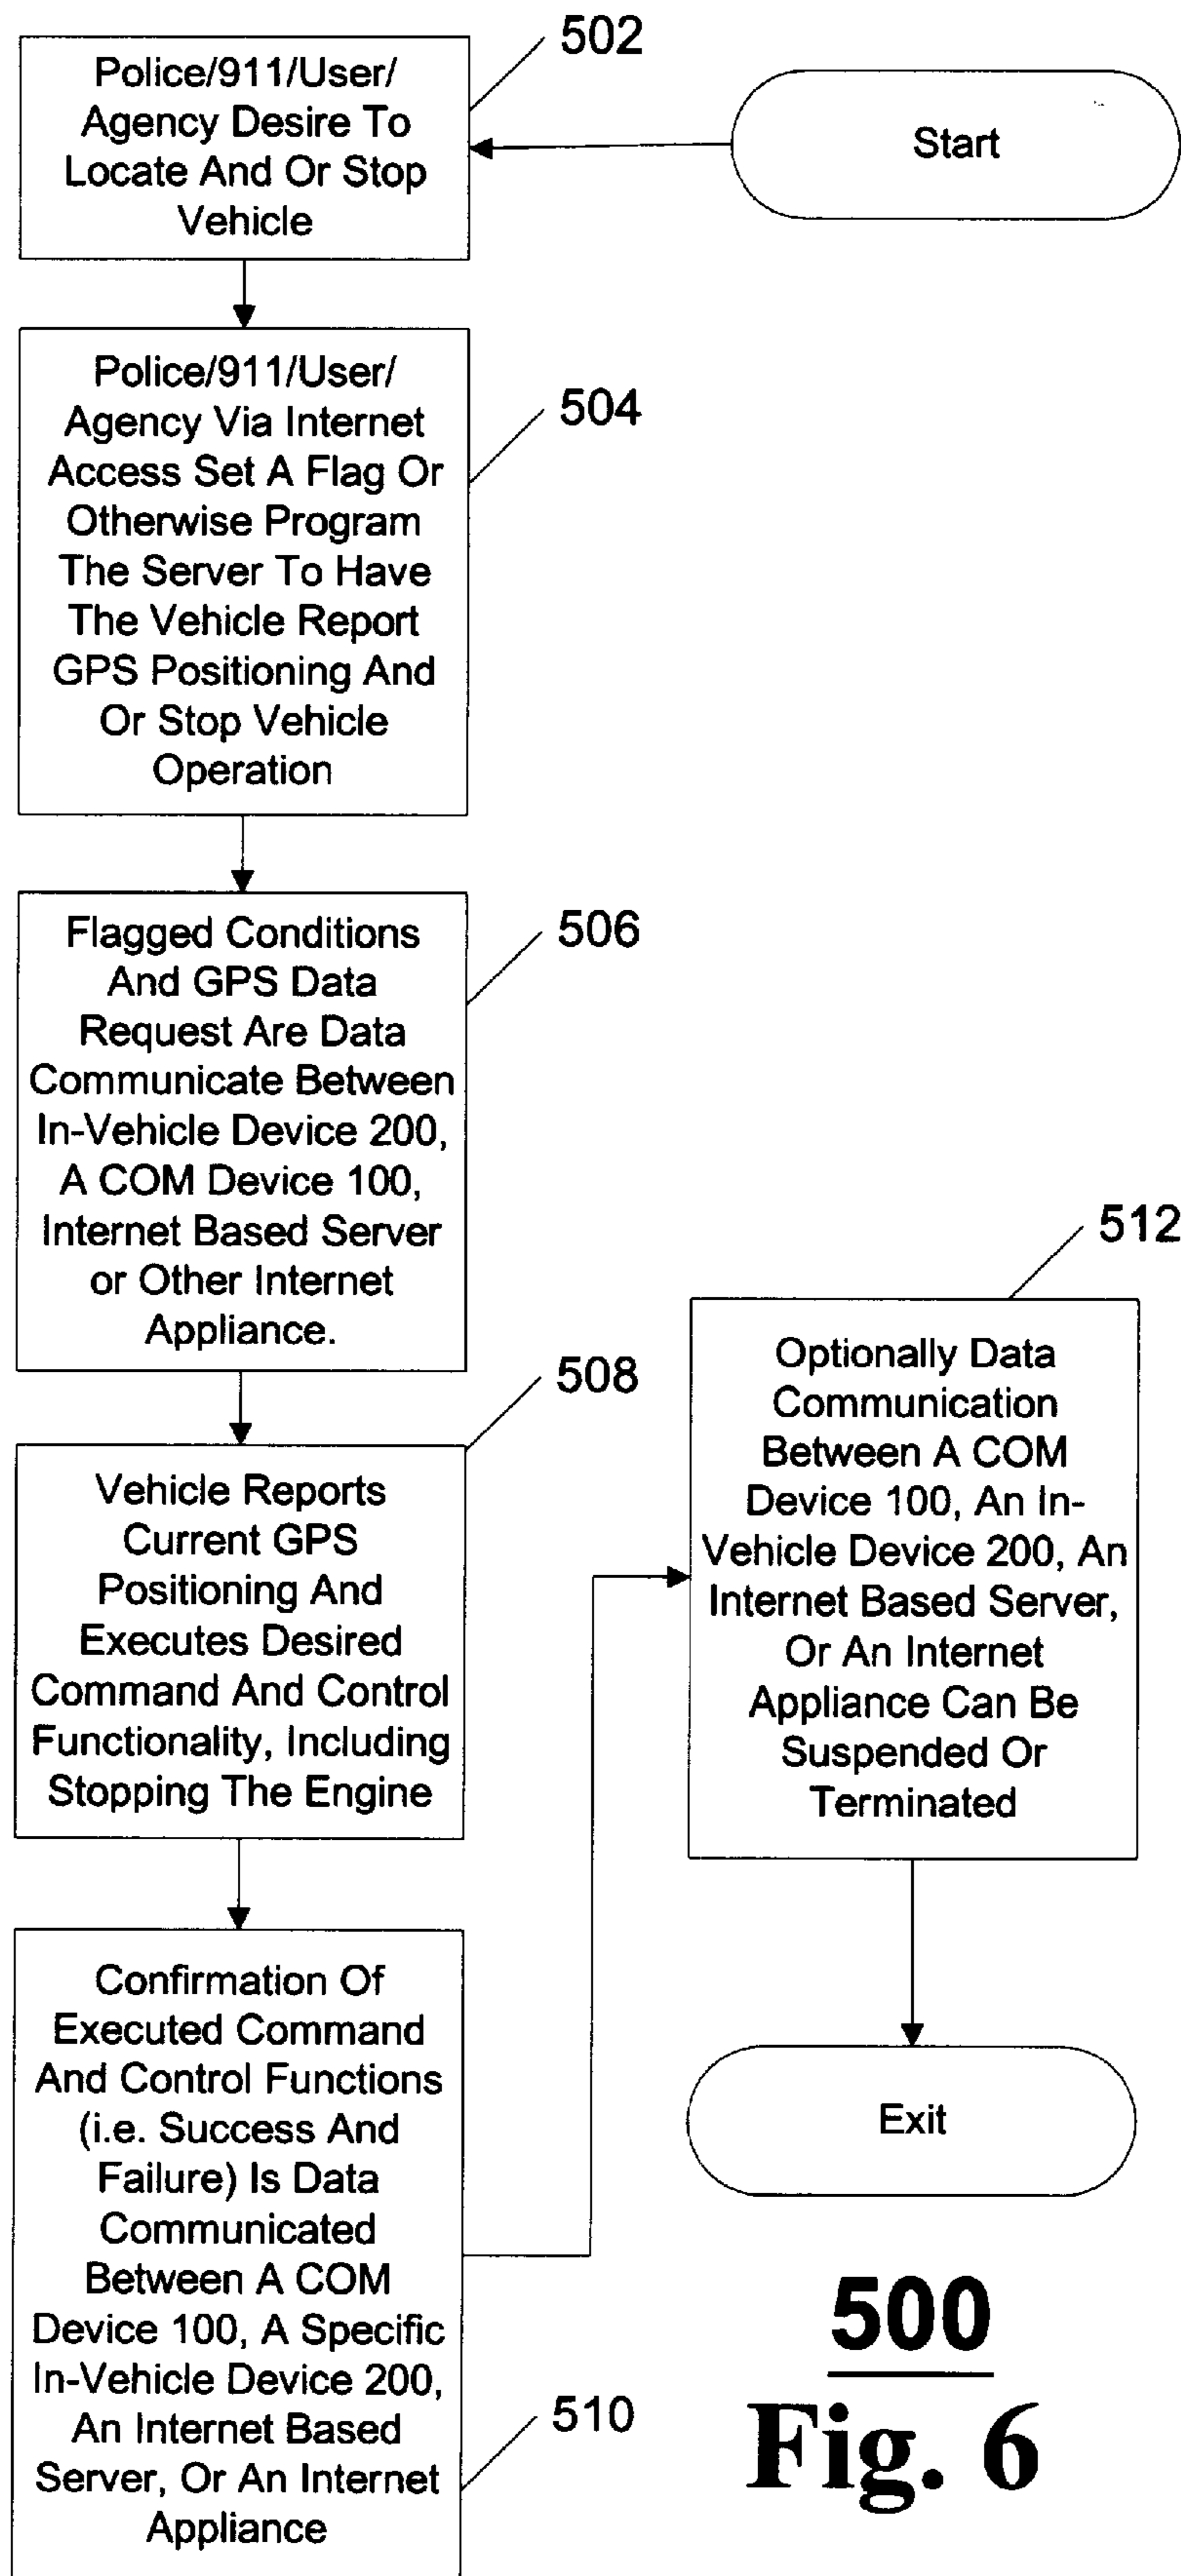 Start
502
Police/911/User/
Agency Desire To
Locate And Or Stop
Vehicle
504
Police/911/User/
Agency Via Internet
Access Set A Flag Or
Otherwise Program
The Server To Have
The Vehicle Report
GPS Positioning And
Or Stop Vehicle
Operation
506
Flagged Conditions
And GPS Data
Request Are Data
Communicate Between
In-Vehicle Device 200,
A COM Device 100,
Internet Based Server
or Other Internet
Appliance.
508
Vehicle Reports
Current GPS
Positioning And
Executes Desired
Command And Control
Functionality, Including
Stopping The Engine
510
Confirmation Of
Executed Command
And Control Functions
(i.e. Success And
Failure) Is Data
Communicated
Between A COM
Device 100, A Specific
In-Vehicle Device 200,
An Internet Based
Server, Or An Internet
Appliance
512
Optionally Data
Communication
Between A COM
Device 100, An In-
Vehicle Device 200, An
Internet Based Server,
Or An Internet
Appliance Can Be
Suspended Or
Terminated
Exit
500
Fig. 6